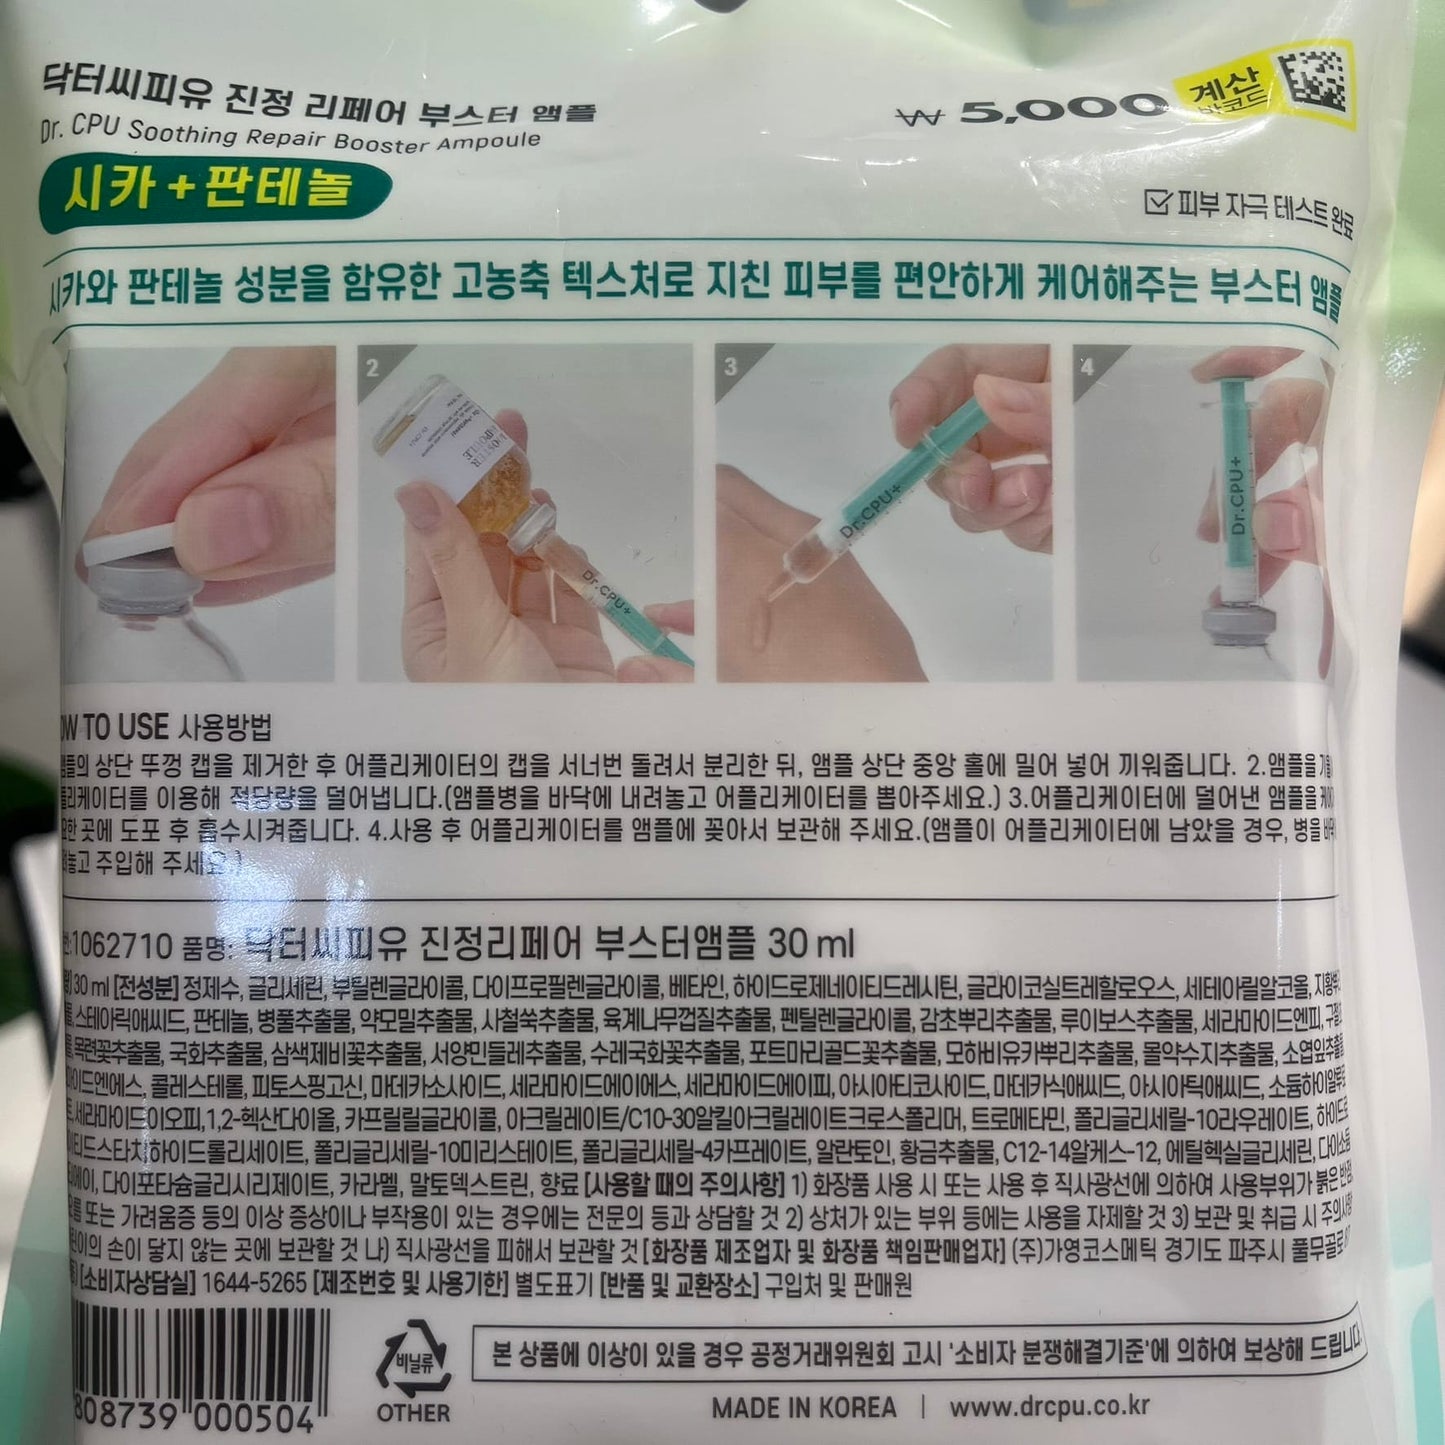 닥터씨피유 진정 리페어 부스터 앰플
Dr. CPU Soothing Repair Booster Ampoule
시카+판테놀
₩ 5,000 계산
바코드
피부 자극 테스트 완료
시카와 판테놀 성분을 함유한 고농축 텍스처로 지친 피부를 편안하게 케어해주는 부스터 앰플
2
3
4
Dr.CPU+
Dr.CPU+
Dr.CPU+
OW TO USE 사용방법
앰플의 상단 뚜껑 캡을 제거한 후 어플리케이터의 캡을 서너번 돌려서 분리한 뒤, 앰플 상단 중앙 홀에 밀어 넣어 끼워줍니다. 2.앰플을
플리케이터를 이용해 적당량을 덜어냅니다.(앰플병을 바닥에 내려놓고 어플리케이터를 뽑아주세요.) 3.어플리케이터에 덜어낸 앰플을
요한 곳에 도포 후 흡수시켜줍니다. 4.사용 후 어플리케이터를 앰플에 꽂아서 보관해 주세요.(앰플이 어플리케이터에 남았을 경우, 병을
려놓고 주입해 주세요.)
1062710 품명: 닥터씨피유 진정리페어 부스터앰플 30 ml
30 ml [전성분] 정제수, 글리세린, 부틸렌글라이콜, 다이프로필렌글라이콜, 베타인, 하이드로제네이티드레시틴, 글라이코실트레할로오스, 세테아릴알코올,
스테아릭애씨드, 판테놀, 병풀추출물, 약모밀추출물, 사철쑥추출물, 육계나무껍질추출물, 펜틸렌글라이콜, 감초뿌리추출물, 루이보스추출물, 세라마이드엔피,
목련꽃추출물, 국화추출물, 삼색제비꽃추출물, 서양민들레추출물, 수레국화꽃추출물, 포트마리골드꽃추출물, 모하비유카뿌리추출물, 몰약수지추출물, 소엽잎추출물
마이드엔에스, 콜레스테롤, 피토스핑고신, 마데카소사이드, 세라마이드에이에스, 세라마이드에이피, 아시아티코사이드, 마데카식애씨드, 아시아틱애씨드,
세라마이드이오피, 1,2-헥산다이올, 카프릴릴글라이콜, 아크릴레이트/C10-30알킬아크릴레이트크로스폴리머, 트로메타민, 폴리글리세릴-10라우레이트,
이티드스타치하이드롤리세이트, 폴리글리세릴-10미리스테이트, 폴리글리세릴-4카프레이트, 알란토인, 황금추출물, C12-14알케스-12, 에틸헥실글리세린,
티에이, 다이포타슘글리시리제이트, 카라멜, 말토덱스트린, 향료 [사용할 때의 주의사항] 1) 화장품 사용 시 또는 사용 후 직사광선에 의하여 사용부위가 붉은 반점,
오름 또는 가려움증 등의 이상 증상이나 부작용이 있는 경우에는 전문의 등과 상담할 것 2) 상처가 있는 부위 등에는 사용을 자제할 것 3) 보관 및 취급 시 주의사항
린이의 손이 닿지 않는 곳에 보관할 것 나) 직사광선을 피해서 보관할 것 [화장품 제조업자 및 화장품 책임판매업자] (주)가영코스메틱 경기도 파주시 풀무골로
[소비자상담실] 1644-5265 [제조번호 및 사용기한] 별도표기 [반품 및 교환장소] 구입처 및 판매원
808739 000504
비닐류
OTHER
본 상품에 이상이 있을 경우 공정거래위원회 고시 '소비자 분쟁해결기준'에 의하여 보상해 드립니다.
MADE IN KOREA | www.drcpu.co.kr